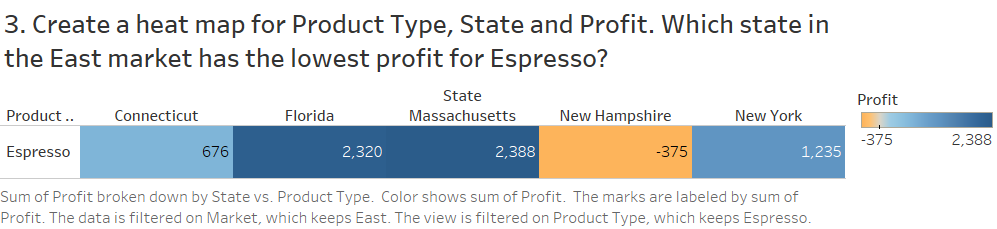 3. Create a heat map for Product Type, State and Profit. Which state in
the East market has the lowest profit for Espresso?
State
Product ..
Connecticut
Florida
Massachusetts
New Hampshire
New York
Espresso
676
2,320
2,388
-375
1,235
Profit
-375
2,388
Sum of Profit broken down by State vs. Product Type.  Color shows sum of Profit.  The marks are labeled by sum of
Profit. The data is filtered on Market, which keeps East. The view is filtered on Product Type, which keeps Espresso.